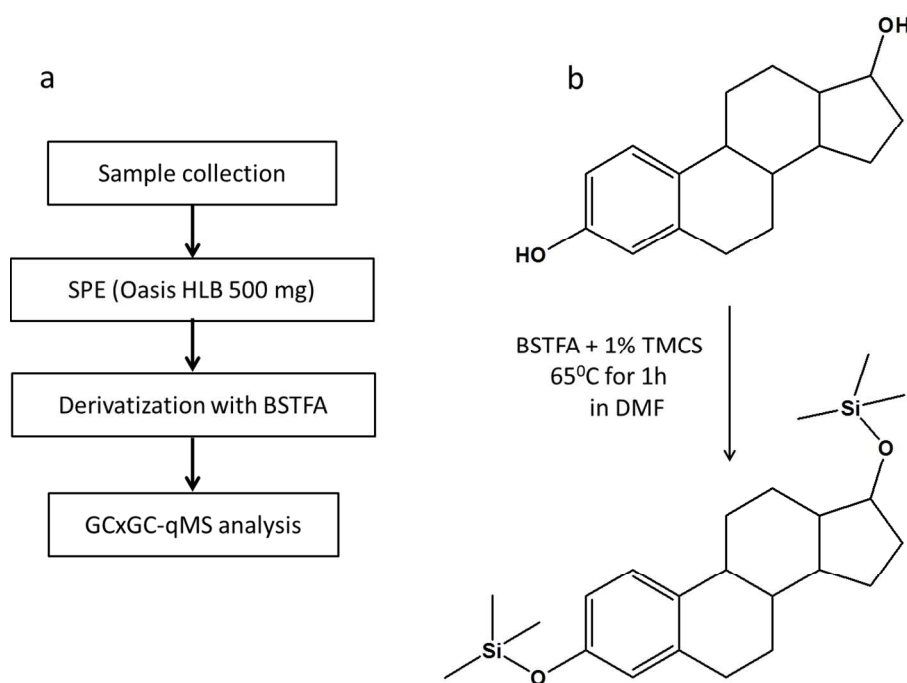 a
Sample collection
SPE (Oasis HLB 500 mg)
Derivatization with BSTFA
GCxGC-qMS analysis
b
OH
HO
BSTFA + 1% TMCS
65⁰C for 1h
in DMF
Si
O
Si
O